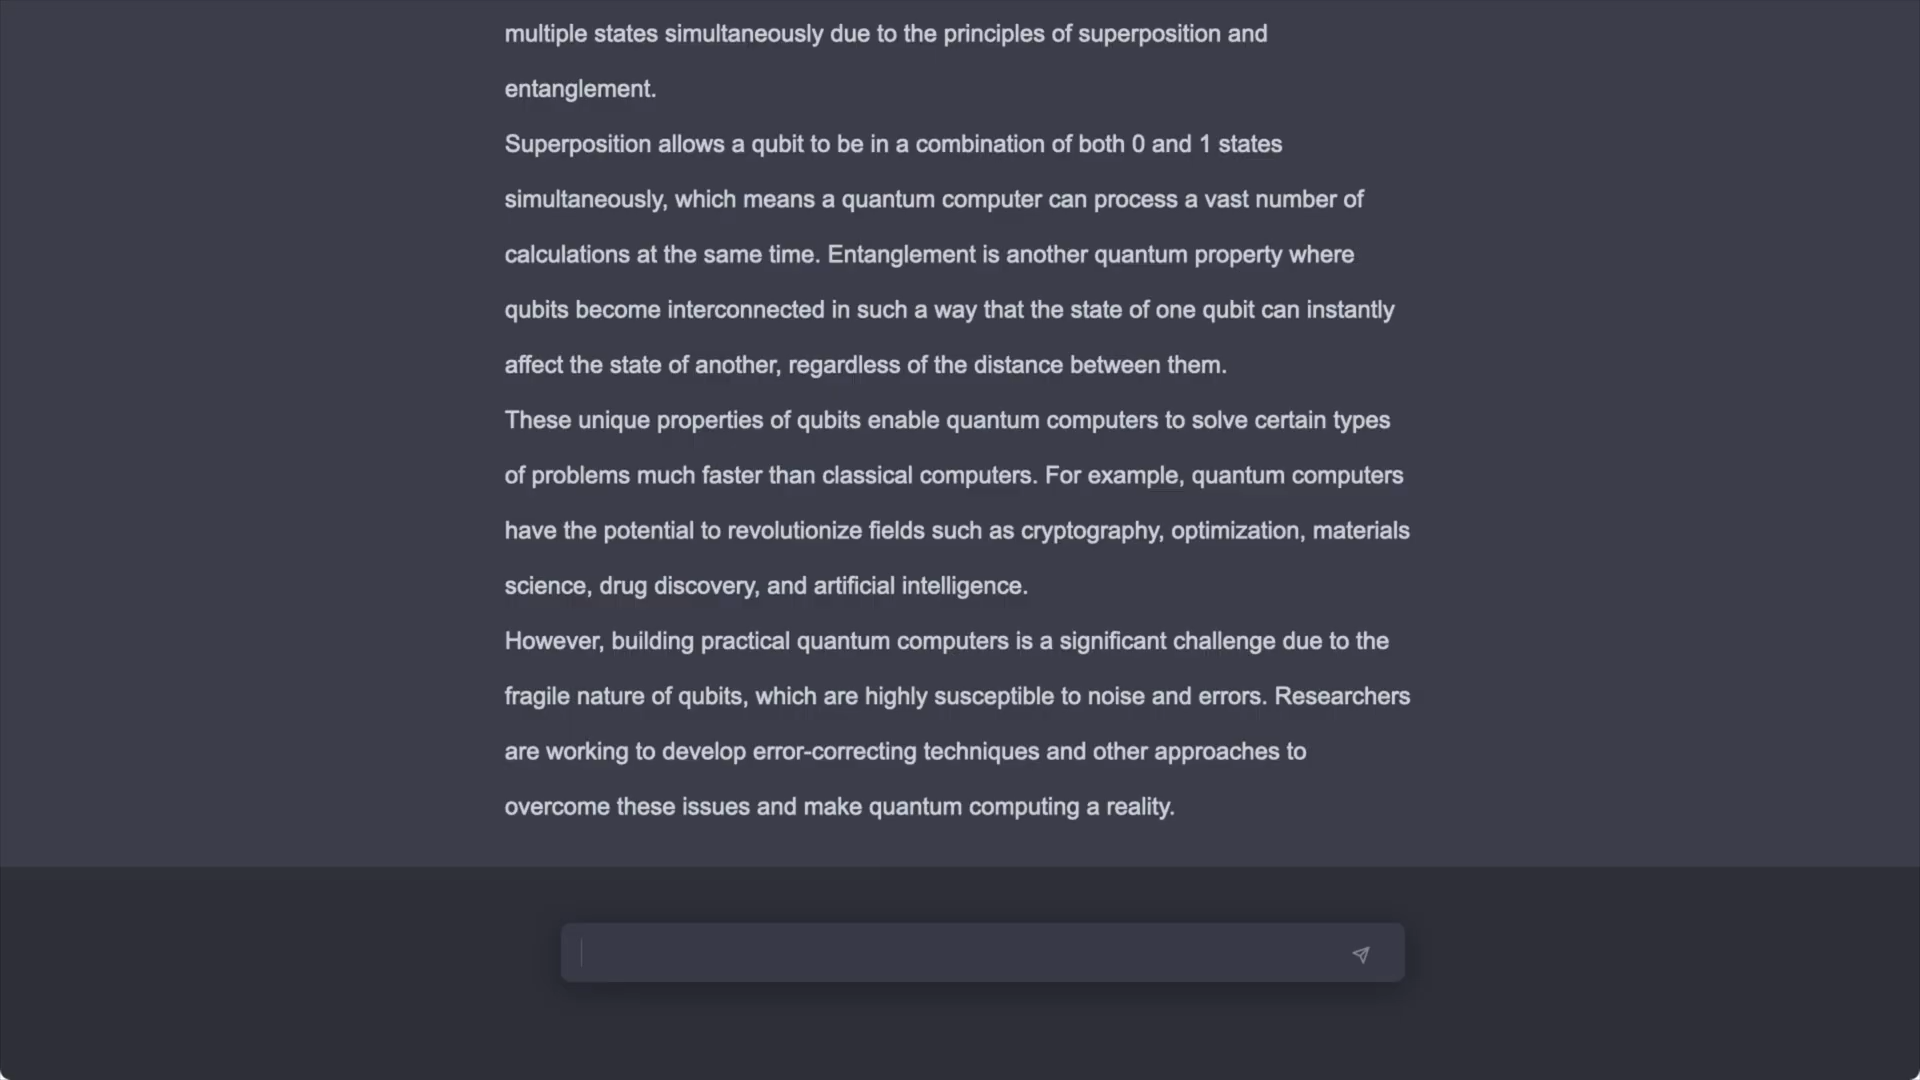 multiple states simultaneously due to the principles of superposition and
entanglement.
Superposition allows a qubit to be in a combination of both 0 and 1 states
simultaneously, which means a quantum computer can process a vast number of
calculations at the same time. Entanglement is another quantum property where
qubits become interconnected in such a way that the state of one qubit can instantly
affect the state of another, regardless of the distance between them.
These unique properties of qubits enable quantum computers to solve certain types
of problems much faster than classical computers. For example, quantum computers
have the potential to revolutionize fields such as cryptography, optimization, materials
science, drug discovery, and artificial intelligence.
However, building practical quantum computers is a significant challenge due to the
fragile nature of qubits, which are highly susceptible to noise and errors. Researchers
are working to develop error-correcting techniques and other approaches to
overcome these issues and make quantum computing a reality.